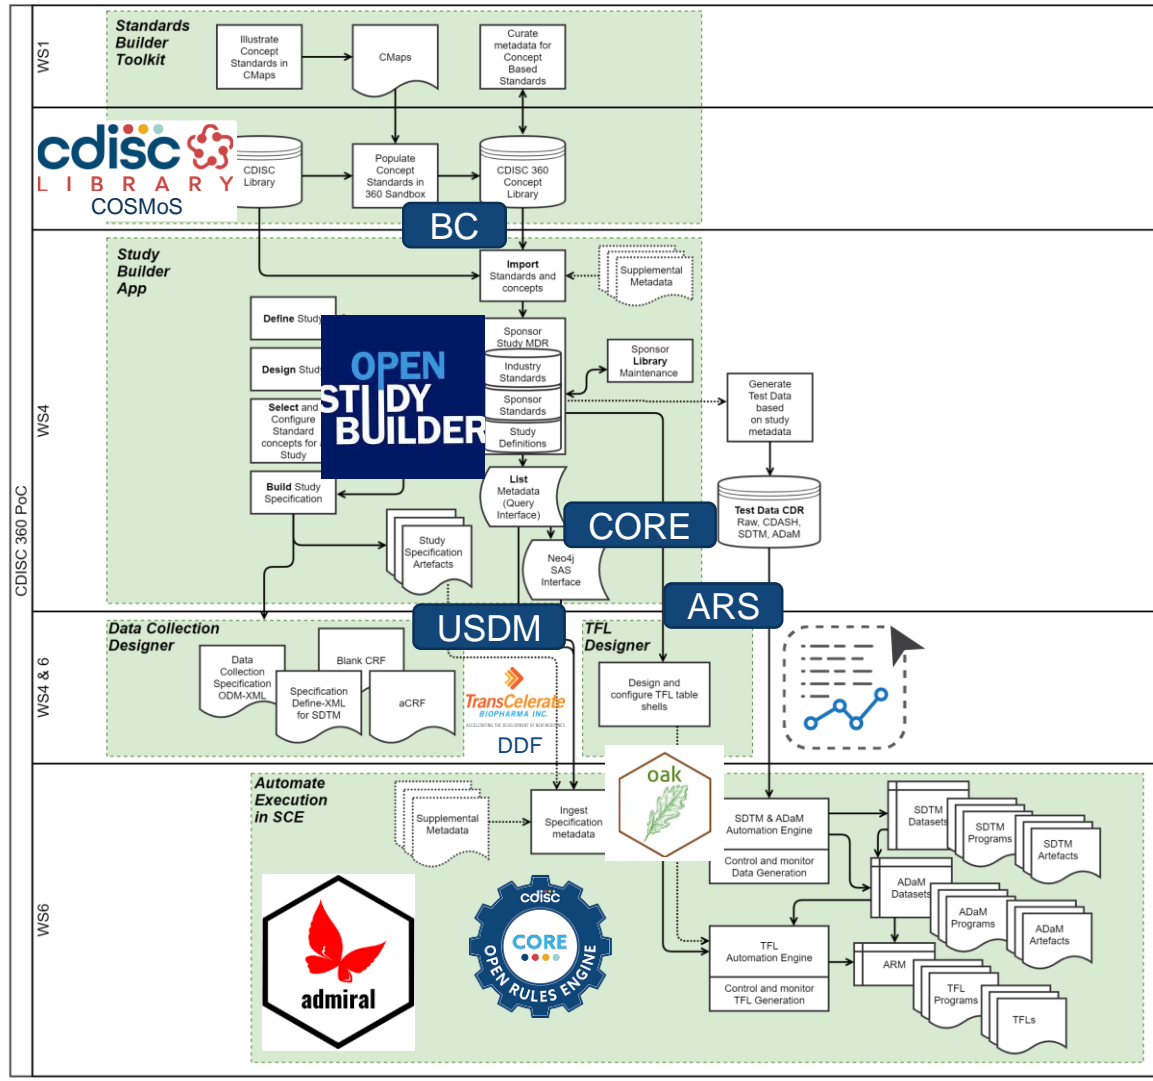 CDISC 360 PoC
WS1
Standards
Builder
Toolkit
Illustrate
Concept
Standards in
CMaps
CMaps
Curate
metadata for
Concept
Based
Standards
cdisc
LIBRARY
COSMoS
CDISC
Library
Populate
Concept
Standards in
360 Sandbox
CDISC 360
Concept
Library
BC
WS4
Study
Builder
App
Import
Standards and
concepts
Supplemental
Metadata
Define Study
Design Study
Select and
Configure
Standard
concepts for a
Study
Build Study
Specification
OPEN
STUDY
BUILDER
Sponsor
Study MDR
Industry
Standards
Sponsor
Standards
Study
Definitions
Sponsor
Library
Maintenance
Generate
Test Data
based
on study
metadata
List
Metadata
(Query
Interface)
Test Data CDR
Raw, CDASH,
SDTM, ADaM
CORE
Study
Specification
Artefacts
Neo4j
SAS
Interface
ARS
USDM
WS4 & 6
Data Collection
Designer
Data
Collection
Specification
ODM-XML
Blank CRF
Specification
Define-XML
for SDTM
aCRF
TransCelerate
BIOPHARMA INC.
ACCELERATING THE DEVELOPMENT OF NEW MEDICINES
DDF
TFL
Designer
Design and
configure TFL table
shells
WS6
Automate
Execution
in SCE
Supplemental
Metadata
Ingest
Specification
metadata
oak
SDTM & ADaM
Automation Engine
Control and monitor
Data Generation
SDTM
Datasets
SDTM
Programs
SDTM
Artefacts
ADaM
Datasets
ADaM
Programs
ADaM
Artefacts
admiral
cdisc
CORE
OPEN RULES ENGINE
TFL
Automation Engine
Control and monitor
TFL Generation
ARM
TFL
Programs
TFLs